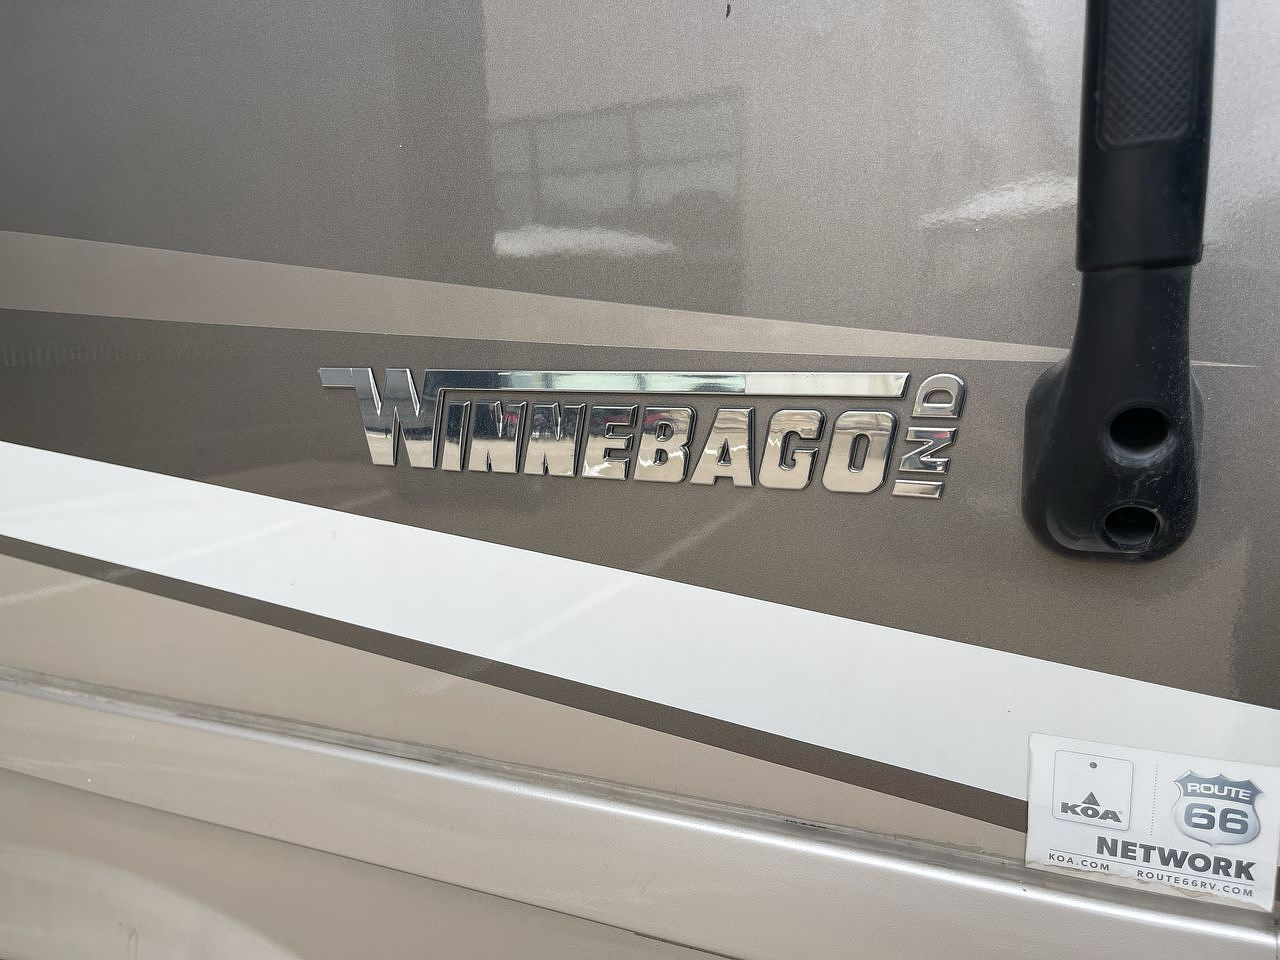 WINNEBAGO IND
KOA
ROUTE
66
NETWORK
KOA.COM ROUTE66RV.COM